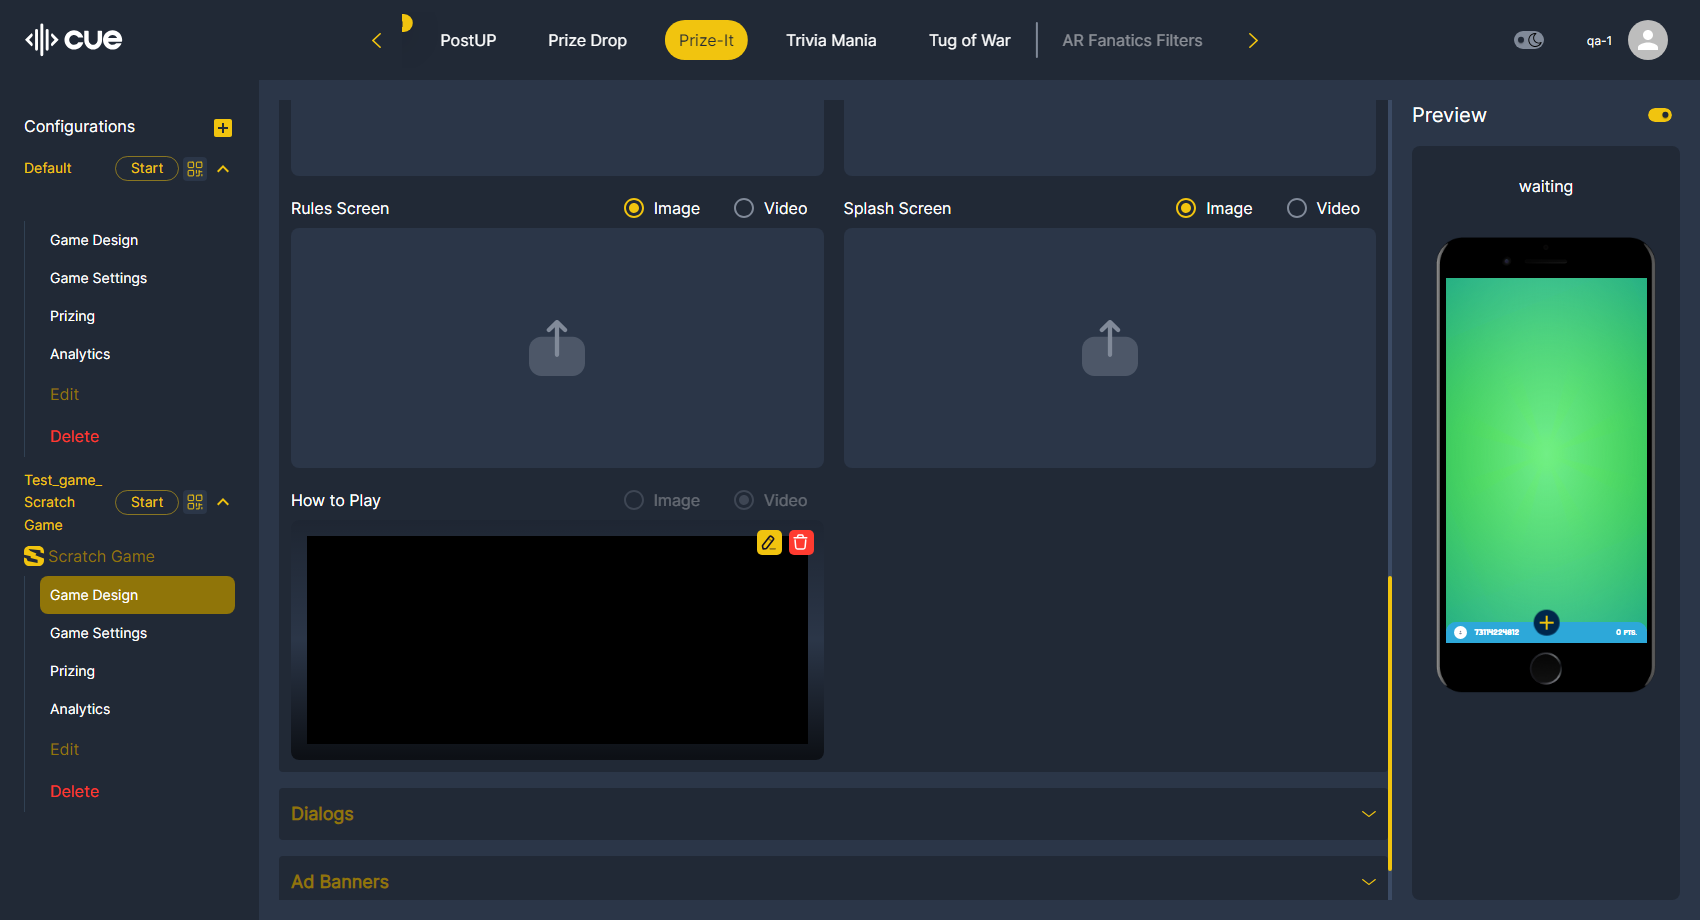 cue
PostUP
Prize Drop
Prize-It
Trivia Mania
Tug of War
AR Fanatics Filters
qa-1
Configurations
Default
Start
Game Design
Game Settings
Prizing
Analytics
Edit
Delete
Test_game_
Scratch
Game
Start
Scratch Game
Game Design
Game Settings
Prizing
Analytics
Edit
Delete
Rules Screen
Image
Video
Splash Screen
Image
Video
How to Play
Image
Video
Dialogs
Ad Banners
Preview
waiting
0 PTS.